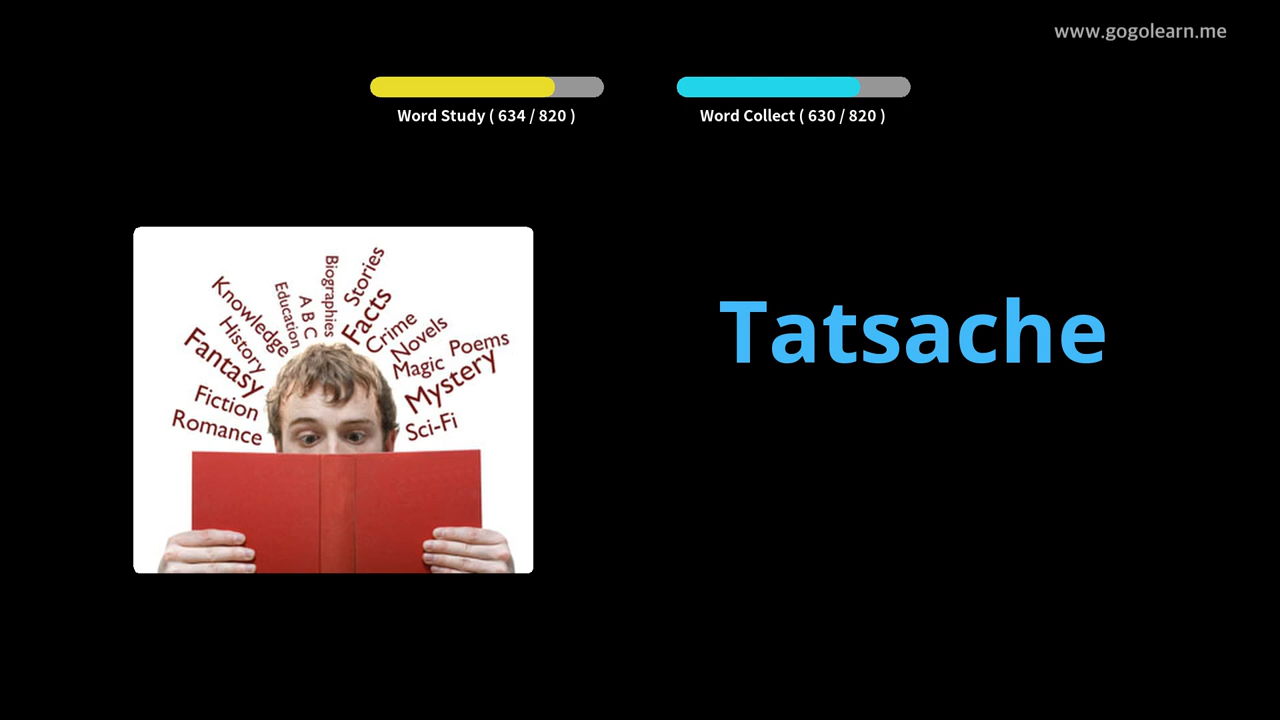 www.gogolearn.me
Word Study ( 634 / 820 )
Word Collect ( 630 / 820 )
Biographies
Stories
Education
A B C
Facts
Knowledge
Crime
History
Novels
Fantasy
Magic
Poems
Mystery
Fiction
Romance
Sci-Fi
Tatsache